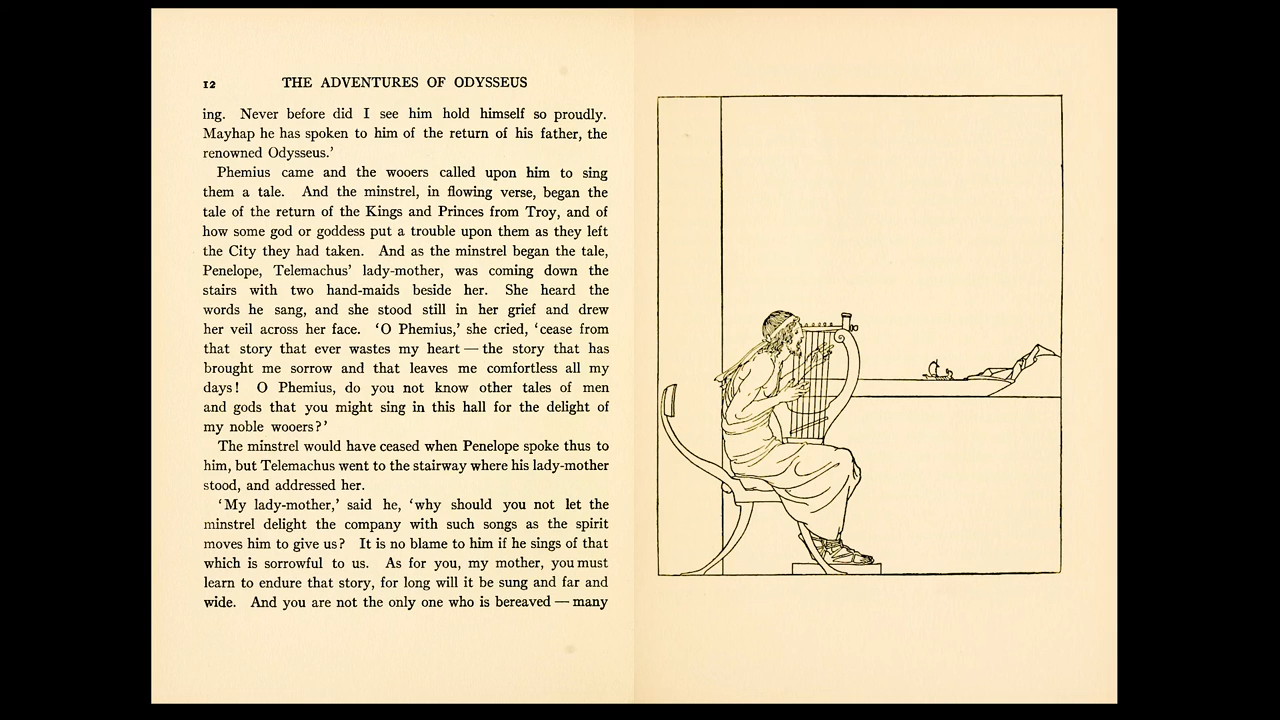 12 THE ADVENTURES OF ODYSSEUS
ing. Never before did I see him hold himself so proudly.
Mayhap he has spoken to him of the return of his father, the
renowned Odysseus.’
Phemius came and the wooers called upon him to sing
them a tale. And the minstrel, in flowing verse, began the
tale of the return of the Kings and Princes from Troy, and of
how some god or goddess put a trouble upon them as they left
the City they had taken. And as the minstrel began the tale,
Penelope, Telemachus’ lady-mother, was coming down the
stairs with two hand-maids beside her. She heard the
words he sang, and she stood still in her grief and drew
her veil across her face. ‘O Phemius,’ she cried, ‘cease from
that story that ever wastes my heart — the story that has
brought me sorrow and that leaves me comfortless all my
days! O Phemius, do you not know other tales of men
and gods that you might sing in this hall for the delight of
my noble wooers?’
The minstrel would have ceased when Penelope spoke thus to
him, but Telemachus went to the stairway where his lady-mother
stood, and addressed her.
‘My lady-mother,’ said he, ‘why should you not let the
minstrel delight the company with such songs as the spirit
moves him to give us? It is no blame to him if he sings of that
which is sorrowful to us. As for you, my mother, you must
learn to endure that story, for long will it be sung and far and
wide. And you are not the only one who is bereaved — many